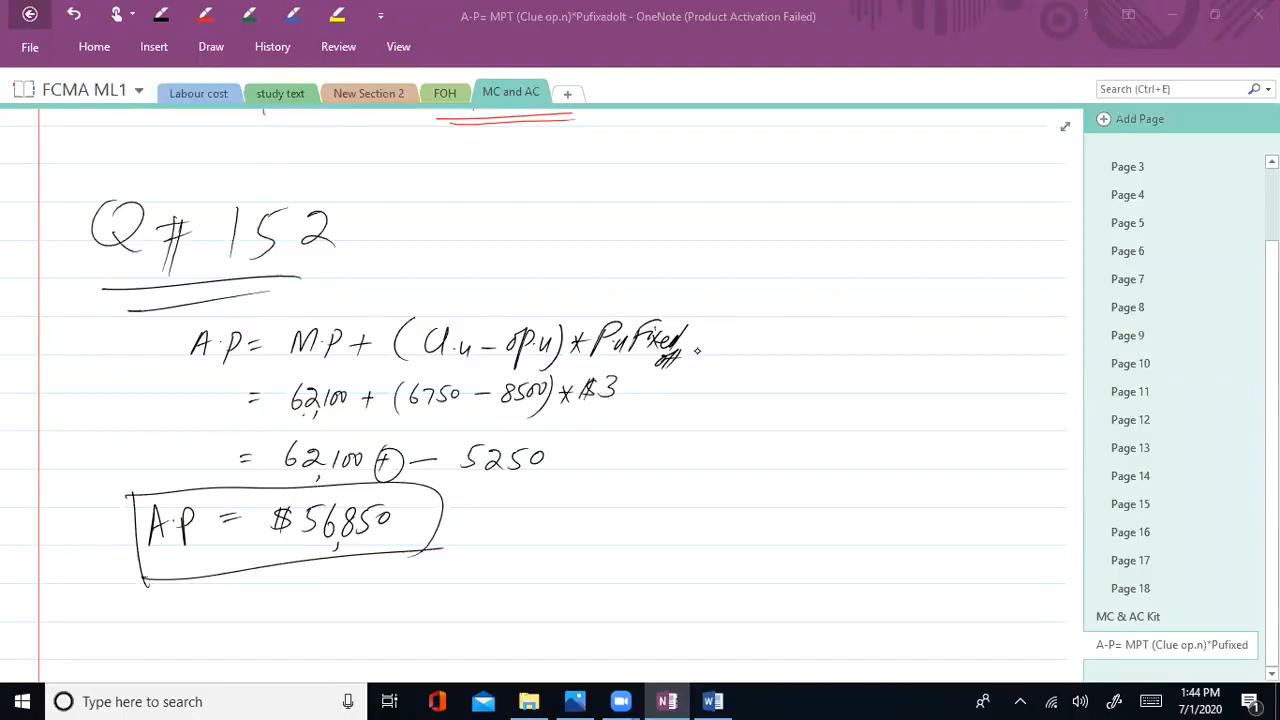 A-P= MPT (Clue op.n)*Pufixadolt - OneNote (Product Activation Failed)
File Home Insert Draw History Review View
FCMA ML1 Labour cost study text New Section 2 FOH MC and AC
Search (Ctrl+E)
Add Page
Q # 152
A.P = M.P + (Cl.u - op.u) * P.u Fixed
= 62,100 + (6750 - 8500) * $3
= 62,100 + - 5250
A.P = $56,850
Page 3
Page 4
Page 5
Page 6
Page 7
Page 8
Page 9
Page 10
Page 11
Page 12
Page 13
Page 14
Page 15
Page 16
Page 17
Page 18
MC & AC Kit
A-P= MPT (Clue op.n)*Pufixed
Type here to search
1:44 PM
7/1/2020